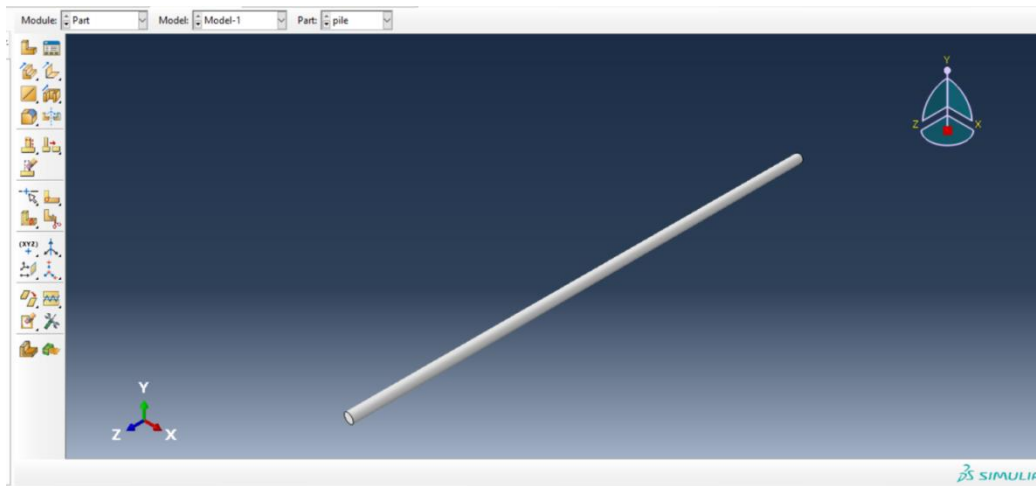 Module: Part Model: Model-1 Part: pile
(XYZ)
Y
Z X
Y
Z X
SIMULIA